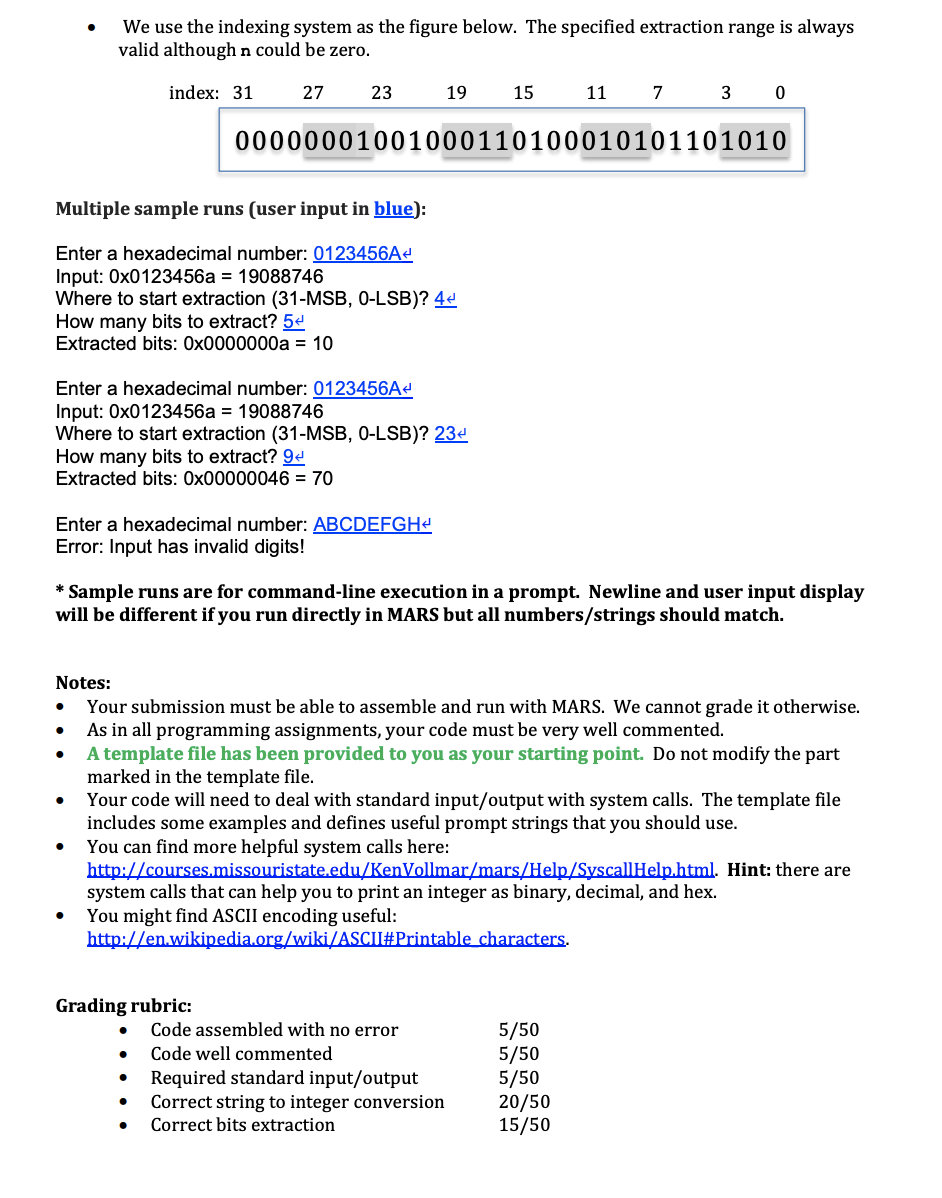 • We use the indexing system as the figure below. The specified extraction range is always
valid although n could be zero.
index: 31 27 23 19 15 11 7 3 0
00000001001000110100010101101010
Multiple sample runs (user input in blue):
Enter a hexadecimal number: 0123456A↵
Input: 0x0123456a = 19088746
Where to start extraction (31-MSB, 0-LSB)? 4↵
How many bits to extract? 5↵
Extracted bits: 0x0000000a = 10
Enter a hexadecimal number: 0123456A↵
Input: 0x0123456a = 19088746
Where to start extraction (31-MSB, 0-LSB)? 23↵
How many bits to extract? 9↵
Extracted bits: 0x00000046 = 70
Enter a hexadecimal number: ABCDEFGH↵
Error: Input has invalid digits!
* Sample runs are for command-line execution in a prompt. Newline and user input display
will be different if you run directly in MARS but all numbers/strings should match.
Notes:
• Your submission must be able to assemble and run with MARS. We cannot grade it otherwise.
• As in all programming assignments, your code must be very well commented.
• A template file has been provided to you as your starting point. Do not modify the part
marked in the template file.
• Your code will need to deal with standard input/output with system calls. The template file
includes some examples and defines useful prompt strings that you should use.
• You can find more helpful system calls here:
http://courses.missouristate.edu/KenVollmar/mars/Help/SyscallHelp.html. Hint: there are
system calls that can help you to print an integer as binary, decimal, and hex.
• You might find ASCII encoding useful:
http://en.wikipedia.org/wiki/ASCII#Printable_characters.
Grading rubric:
• Code assembled with no error 5/50
• Code well commented 5/50
• Required standard input/output 5/50
• Correct string to integer conversion 20/50
• Correct bits extraction 15/50